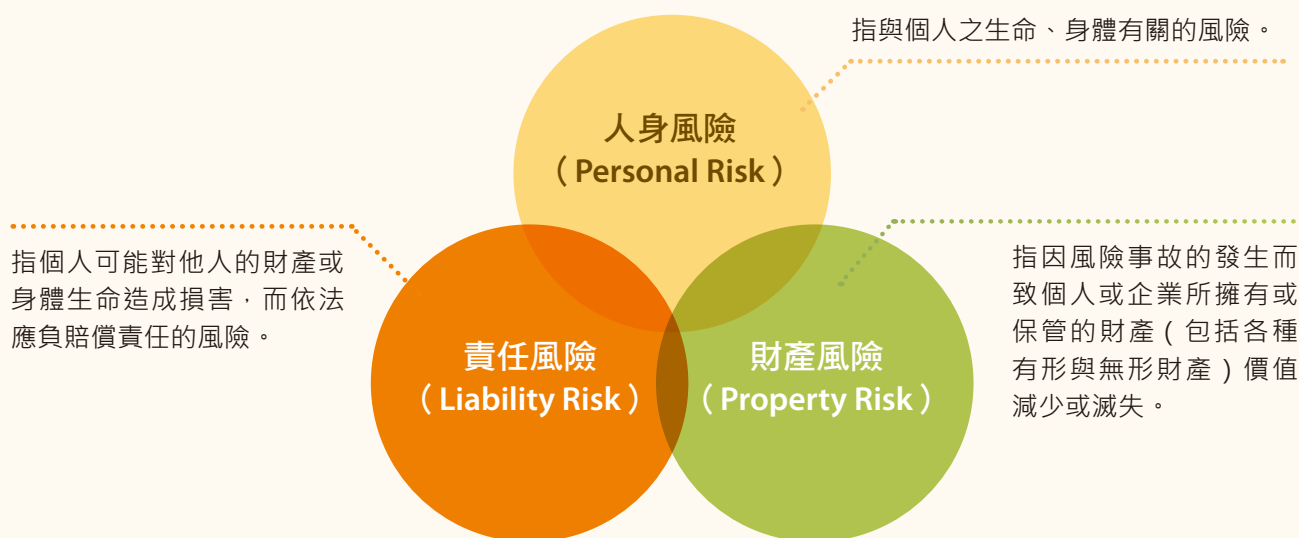 指與個人之生命、身體有關的風險。
人身風險
（Personal Risk）
指個人可能對他人的財產或
身體生命造成損害，而依法
應負賠償責任的風險。
責任風險
（Liability Risk）
財產風險
（Property Risk）
指因風險事故的發生而
致個人或企業所擁有或
保管的財產（包括各種
有形與無形財產）價值
減少或滅失。